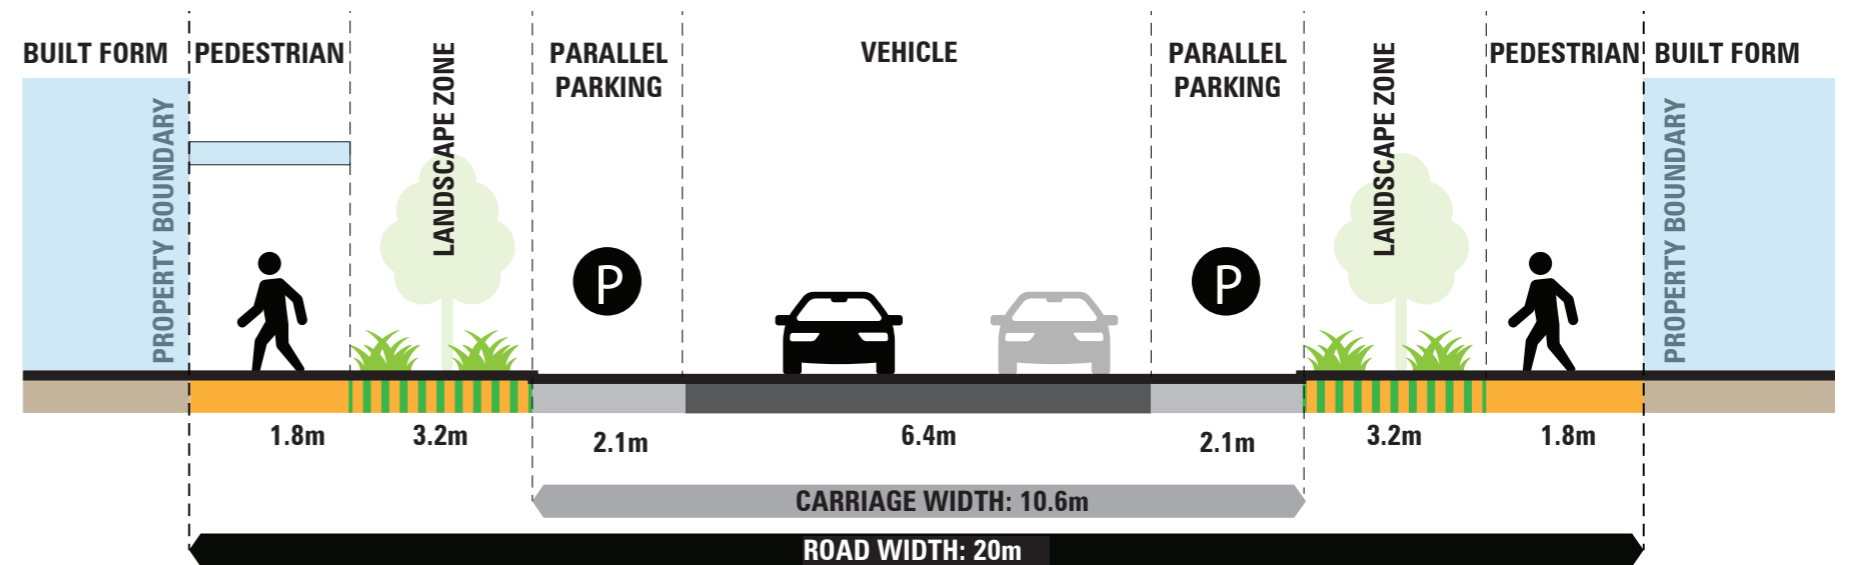 BUILT FORM
PEDESTRIAN
LANDSCAPE ZONE
PARALLEL
PARKING
VEHICLE
PARALLEL
PARKING
LANDSCAPE ZONE
PEDESTRIAN
BUILT FORM
PROPERTY BOUNDARY
P
P
PROPERTY BOUNDARY
1.8m
3.2m
2.1m
6.4m
2.1m
3.2m
1.8m
CARRIAGE WIDTH: 10.6m
ROAD WIDTH: 20m